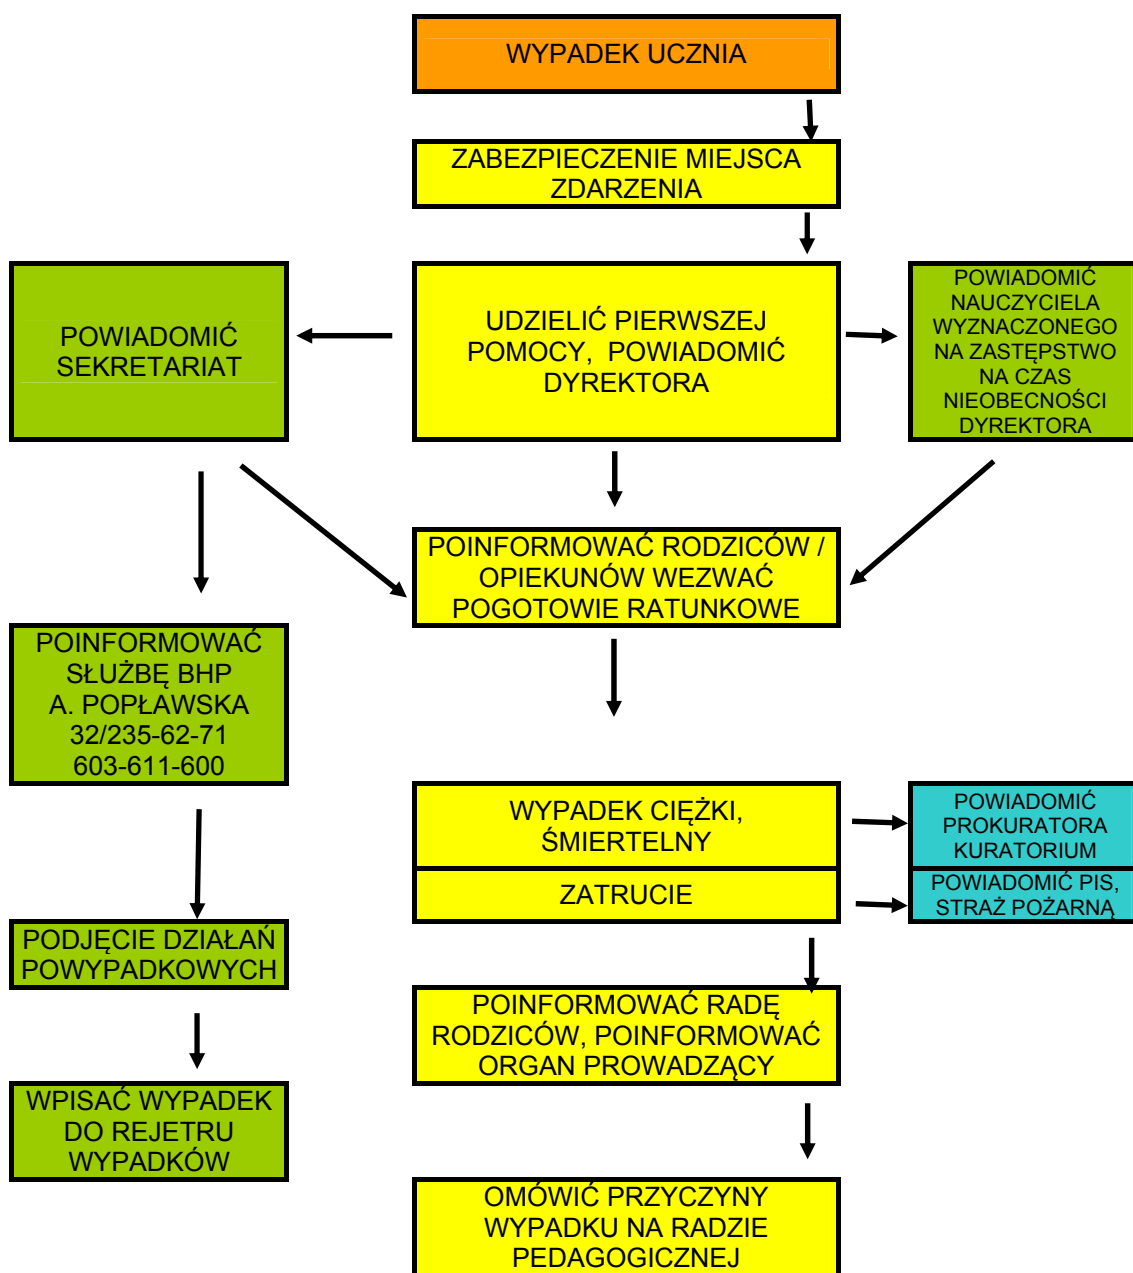 WYPADEK UCZNIA
ZABEZPIECZENIE MIEJSCA
ZDARZENIA
POWIADOMIĆ
SEKRETARIAT
UDZIELIĆ PIERWSZEJ
POMOCY, POWIADOMIĆ
DYREKTORA
POWIADOMIĆ
NAUCZYCIELA
WYZNACZONEGO
NA ZASTĘPSTWO
NA CZAS
NIEOBECNOŚCI
DYREKTORA
POINFORMOWAĆ RODZICÓW /
OPIEKUNÓW WEZWAĆ
POGOTOWIE RATUNKOWE
POINFORMOWAĆ
SŁUŻBĘ BHP
A. POPŁAWSKA
32/235-62-71
603-611-600
WYPADEK CIĘŻKI,
ŚMIERTELNY
POWIADOMIĆ
PROKURATORA
KURATORIUM
ZATRUCIE
POWIADOMIĆ PIS,
STRAŻ POŻARNĄ
PODJĘCIE DZIAŁAŃ
POWYPADKOWYCH
POINFORMOWAĆ RADĘ
RODZICÓW, POINFORMOWAĆ
ORGAN PROWADZĄCY
WPISAĆ WYPADEK
DO REJETRU
WYPADKÓW
OMÓWIĆ PRZYCZYNY
WYPADKU NA RADZIE
PEDAGOGICZNEJ